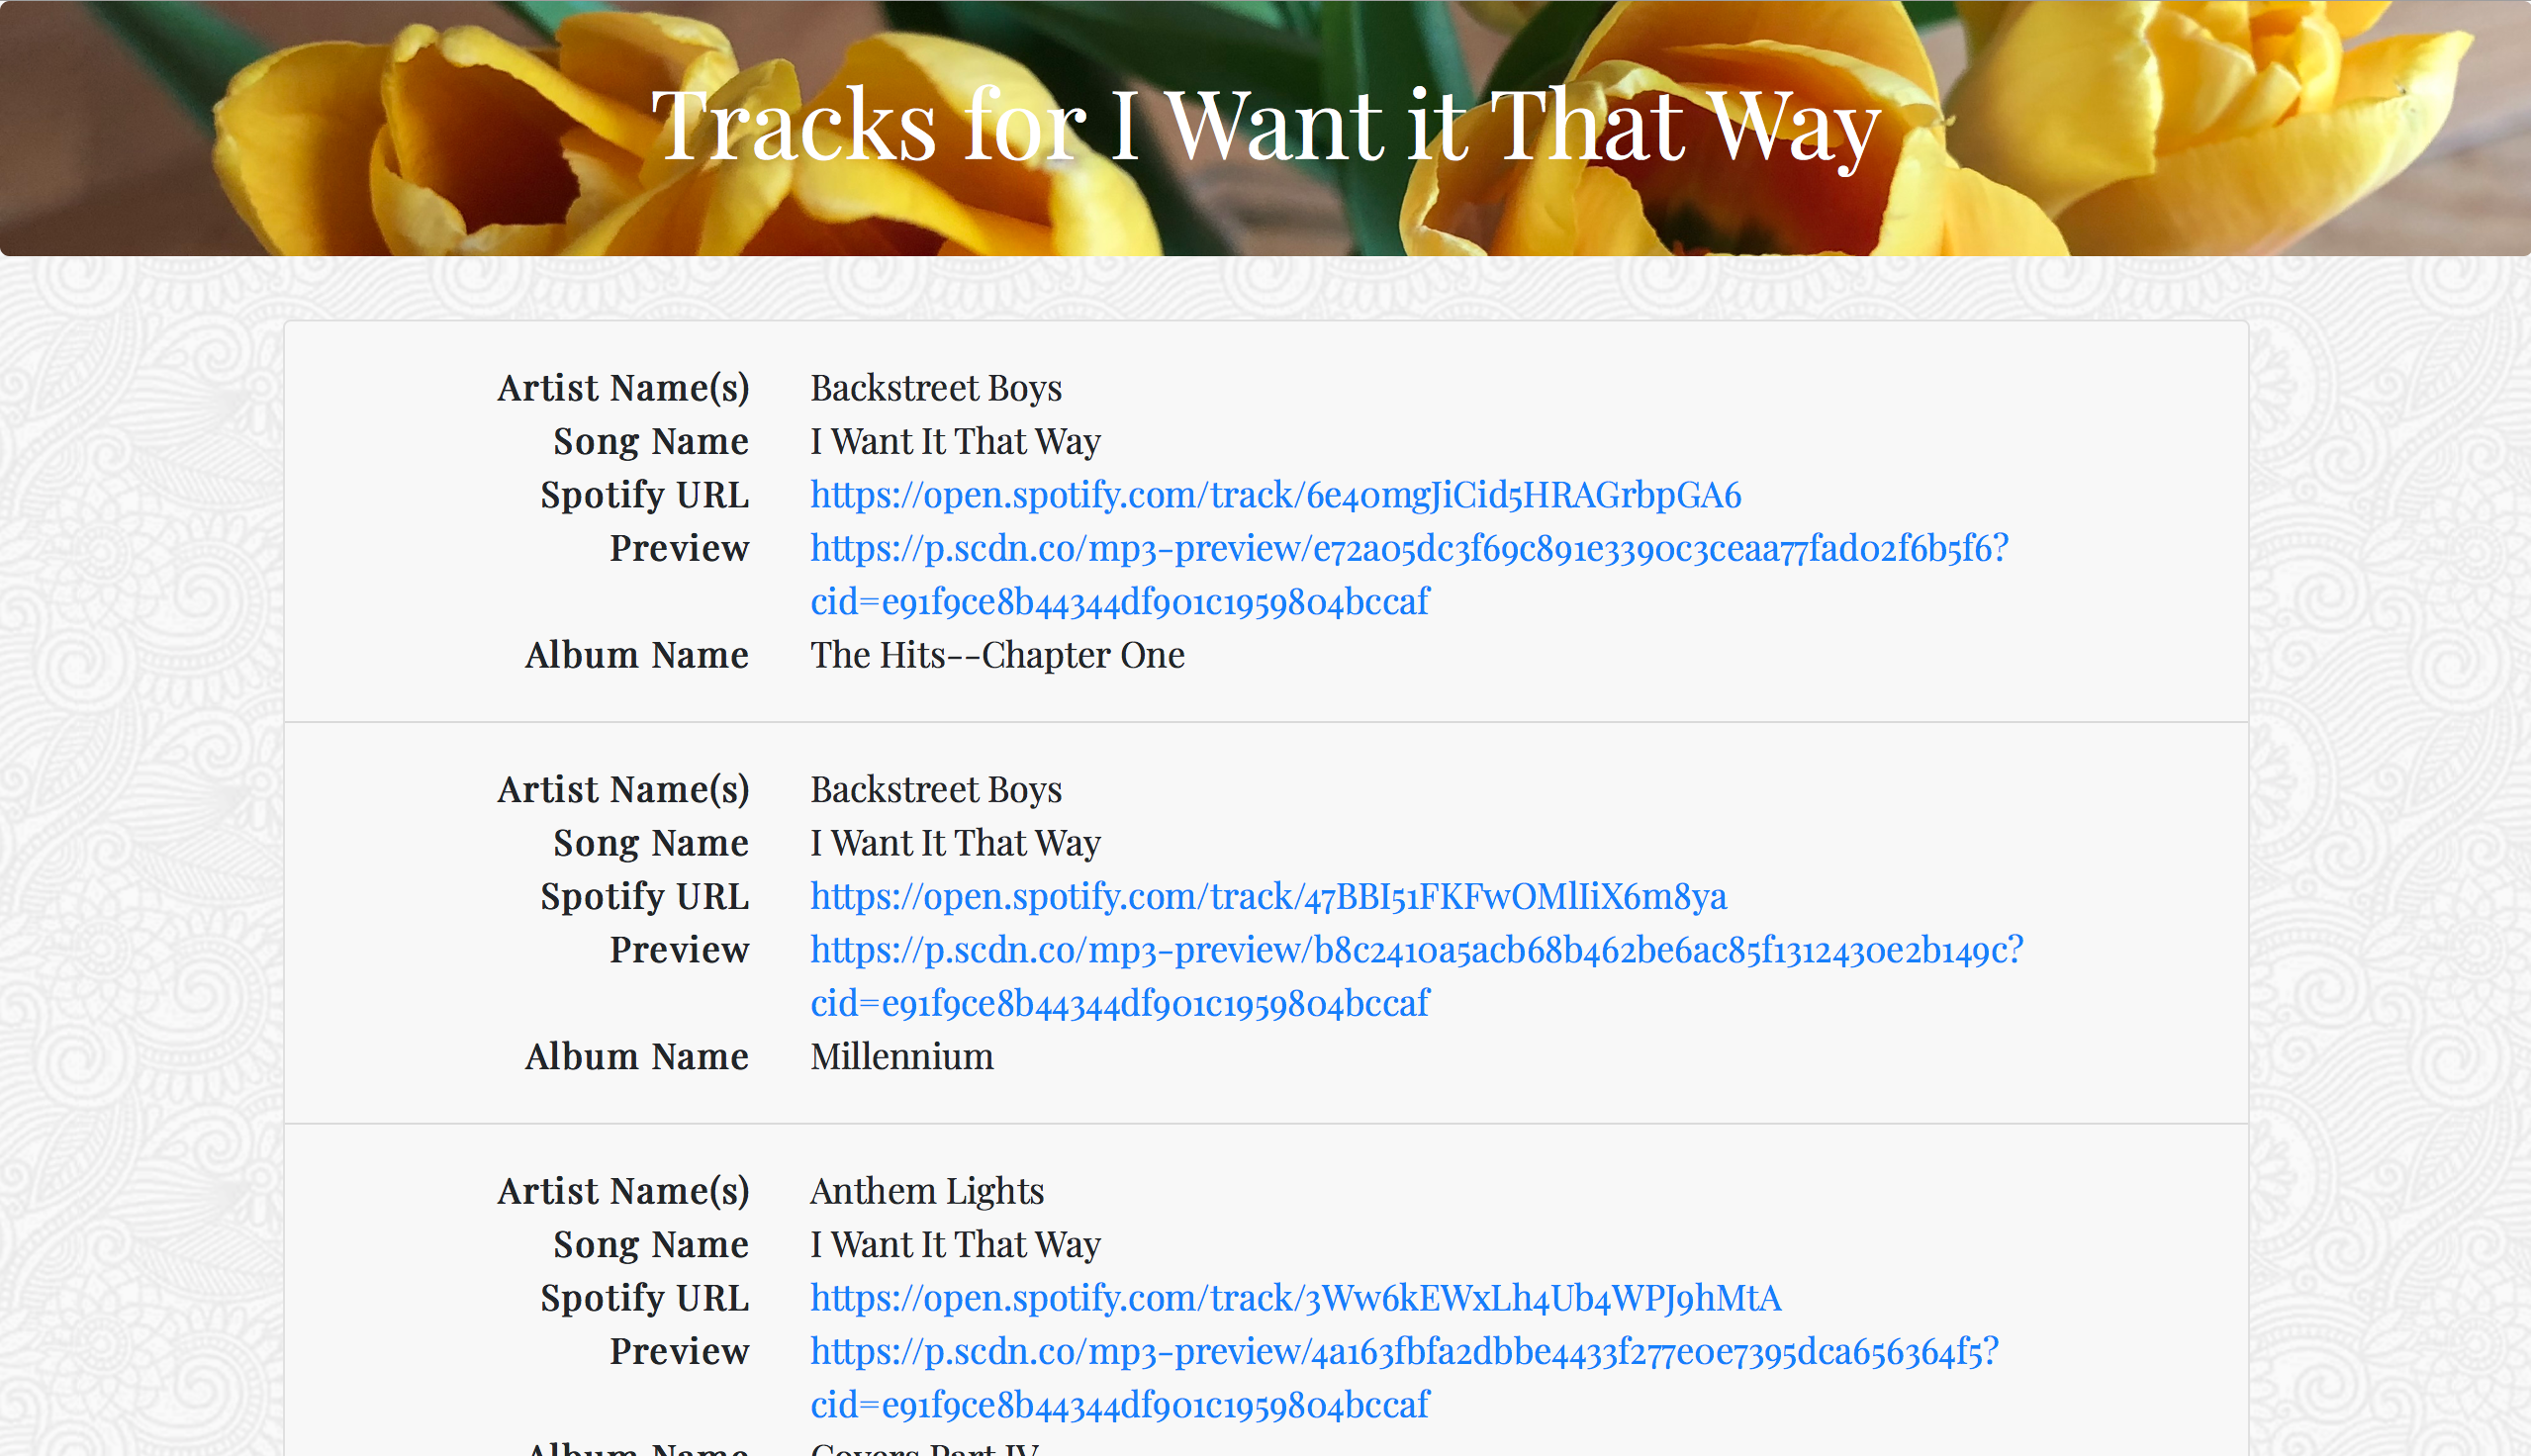 Tracks for I Want it That Way
Artist Name(s) Backstreet Boys
Song Name I Want It That Way
Spotify URL https://open.spotify.com/track/6e40mgJiCid5HRAGrbpGA6
Preview https://p.scdn.co/mp3-preview/e72a05dc3f69c891e3390c3ceaa77fad02f6b5f6?
cid=e91f9ce8b44344df901c1959804bccaf
Album Name The Hits--Chapter One
Artist Name(s) Backstreet Boys
Song Name I Want It That Way
Spotify URL https://open.spotify.com/track/47BBI51FKFwOMlIiX6m8ya
Preview https://p.scdn.co/mp3-preview/b8c2410a5acb68b462be6ac85f1312430e2b149c?
cid=e91f9ce8b44344df901c1959804bccaf
Album Name Millennium
Artist Name(s) Anthem Lights
Song Name I Want It That Way
Spotify URL https://open.spotify.com/track/3Ww6kEWxLh4Ub4WPJ9hMtA
Preview https://p.scdn.co/mp3-preview/4a163fbfa2dbbe4433f277e0e7395dca656364f5?
cid=e91f9ce8b44344df901c1959804bccaf
Album Name Covers Part IV